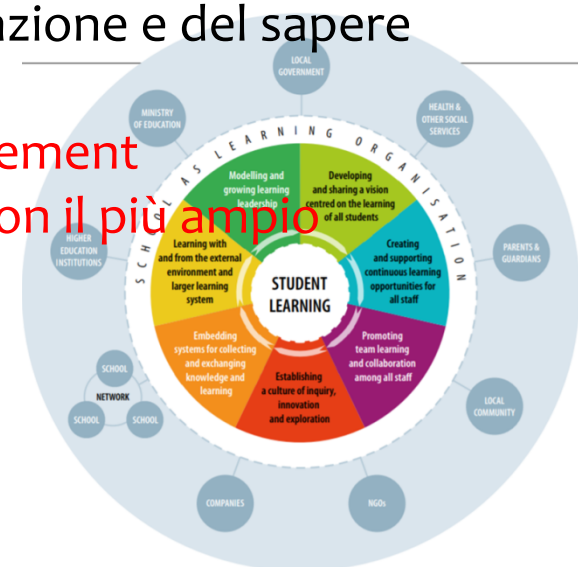 azione e del sapere
ement
on il più ampio
LOCAL
GOVERNMENT
MINISTRY
OF EDUCATION
HEALTH &
OTHER SOCIAL
SERVICES
HIGHER
EDUCATION
INSTITUTIONS
PARENTS &
GUARDIANS
SCHOOL
NETWORK
SCHOOL
SCHOOL
LOCAL
COMMUNITY
COMPANIES
NGOs
SCHOOL AS LEARNING ORGANISATION
Modelling and
growing learning
leadership
Developing
and sharing a vision
centred on the learning
of all students
Learning with
and from the external
environment and
larger learning
system
Creating
and supporting
continuous learning
opportunities for
all staff
STUDENT
LEARNING
Embedding
systems for collecting
and exchanging
knowledge and
learning
Promoting
team learning
and collaboration
among all staff
Establishing
a culture of inquiry,
innovation
and exploration